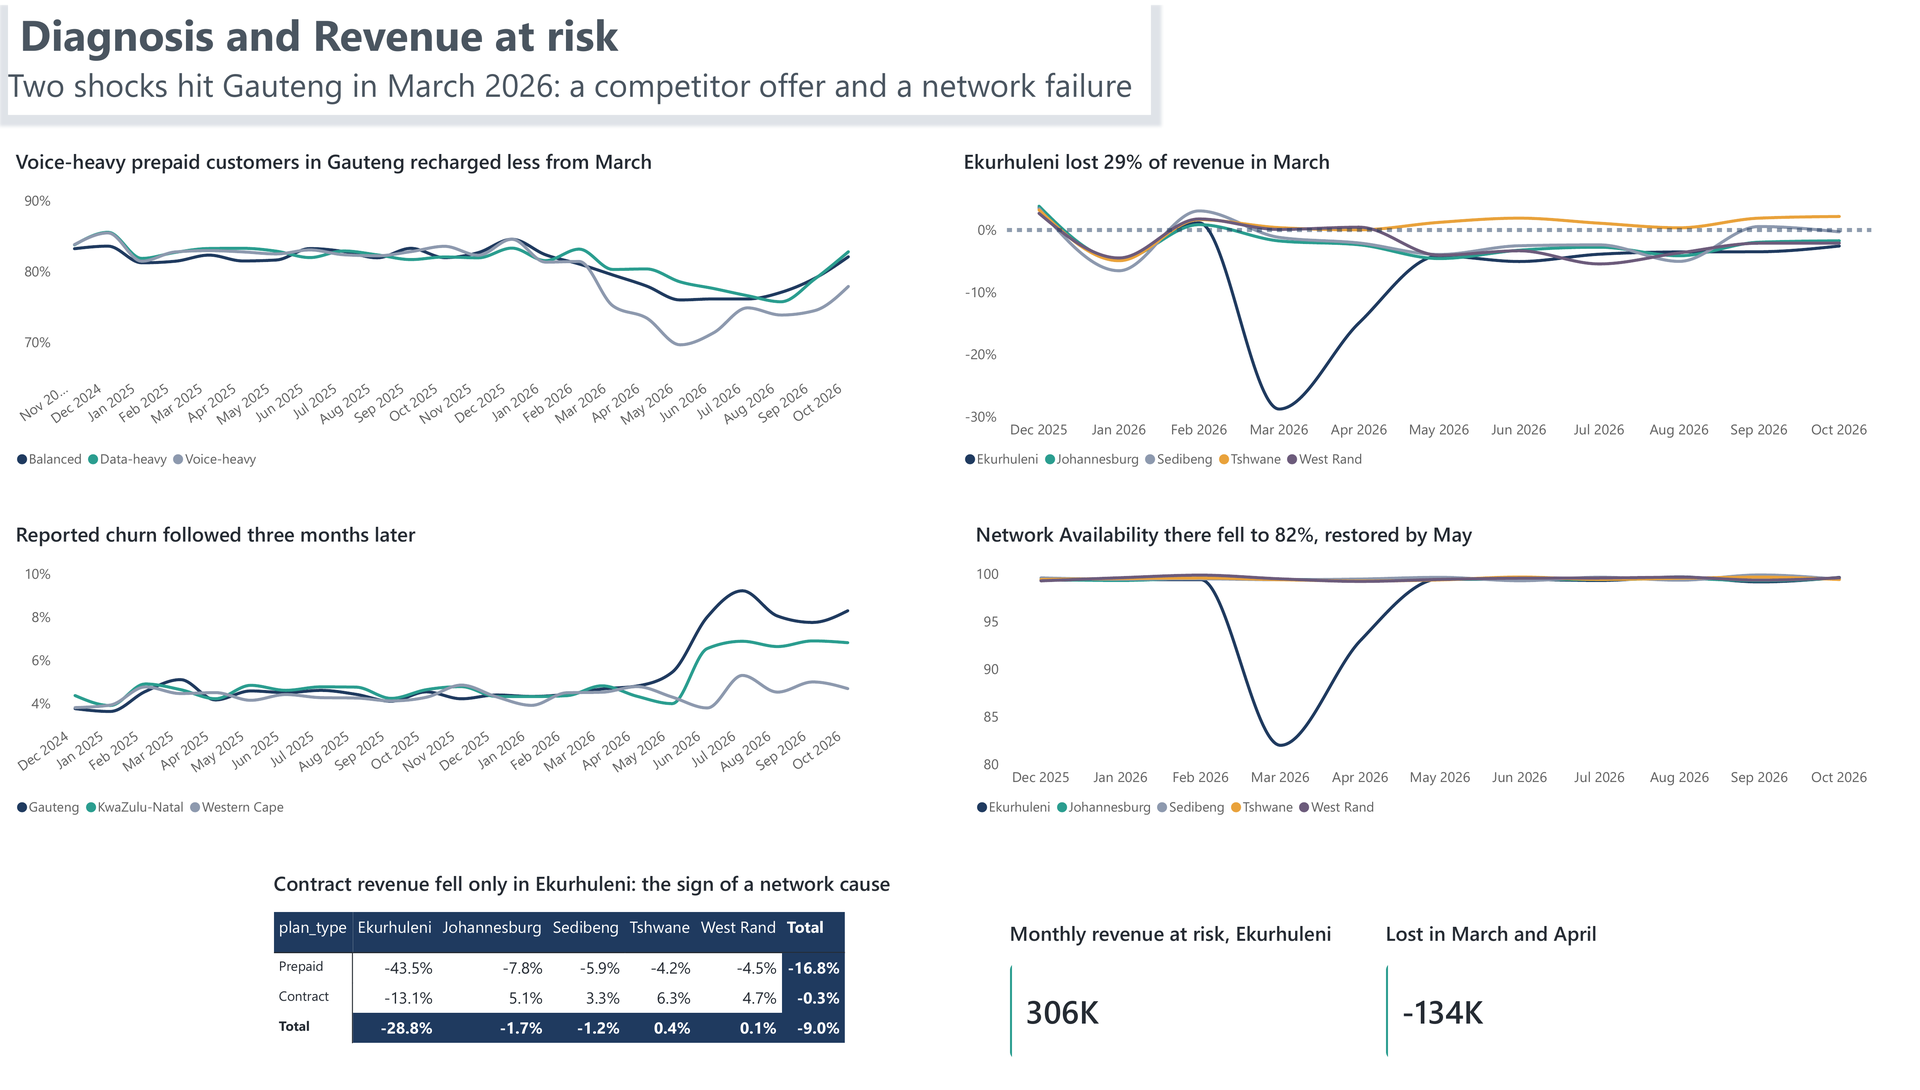 Diagnosis and Revenue at risk
Two shocks hit Gauteng in March 2026: a competitor offer and a network failure
Voice-heavy prepaid customers in Gauteng recharged less from March
90%
80%
70%
Nov 20... Dec 2024 Jan 2025 Feb 2025 Mar 2025 Apr 2025 May 2025 Jun 2025 Jul 2025 Aug 2025 Sep 2025 Oct 2025 Nov 2025 Dec 2025 Jan 2026 Feb 2026 Mar 2026 Apr 2026 May 2026 Jun 2026 Jul 2026 Aug 2026 Sep 2026 Oct 2026
Balanced Data-heavy Voice-heavy
Ekurhuleni lost 29% of revenue in March
0%
-10%
-20%
-30%
Dec 2025 Jan 2026 Feb 2026 Mar 2026 Apr 2026 May 2026 Jun 2026 Jul 2026 Aug 2026 Sep 2026 Oct 2026
Ekurhuleni Johannesburg Sedibeng Tshwane West Rand
Reported churn followed three months later
10%
8%
6%
4%
Dec 2024 Jan 2025 Feb 2025 Mar 2025 Apr 2025 May 2025 Jun 2025 Jul 2025 Aug 2025 Sep 2025 Oct 2025 Nov 2025 Dec 2025 Jan 2026 Feb 2026 Mar 2026 Apr 2026 May 2026 Jun 2026 Jul 2026 Aug 2026 Sep 2026 Oct 2026
Gauteng KwaZulu-Natal Western Cape
Network Availability there fell to 82%, restored by May
100
95
90
85
80
Dec 2025 Jan 2026 Feb 2026 Mar 2026 Apr 2026 May 2026 Jun 2026 Jul 2026 Aug 2026 Sep 2026 Oct 2026
Ekurhuleni Johannesburg Sedibeng Tshwane West Rand
Contract revenue fell only in Ekurhuleni: the sign of a network cause
plan_type Ekurhuleni Johannesburg Sedibeng Tshwane West Rand Total
Prepaid -43.5% -7.8% -5.9% -4.2% -4.5% -16.8%
Contract -13.1% 5.1% 3.3% 6.3% 4.7% -0.3%
Total -28.8% -1.7% -1.2% 0.4% 0.1% -9.0%
Monthly revenue at risk, Ekurhuleni
306K
Lost in March and April
-134K